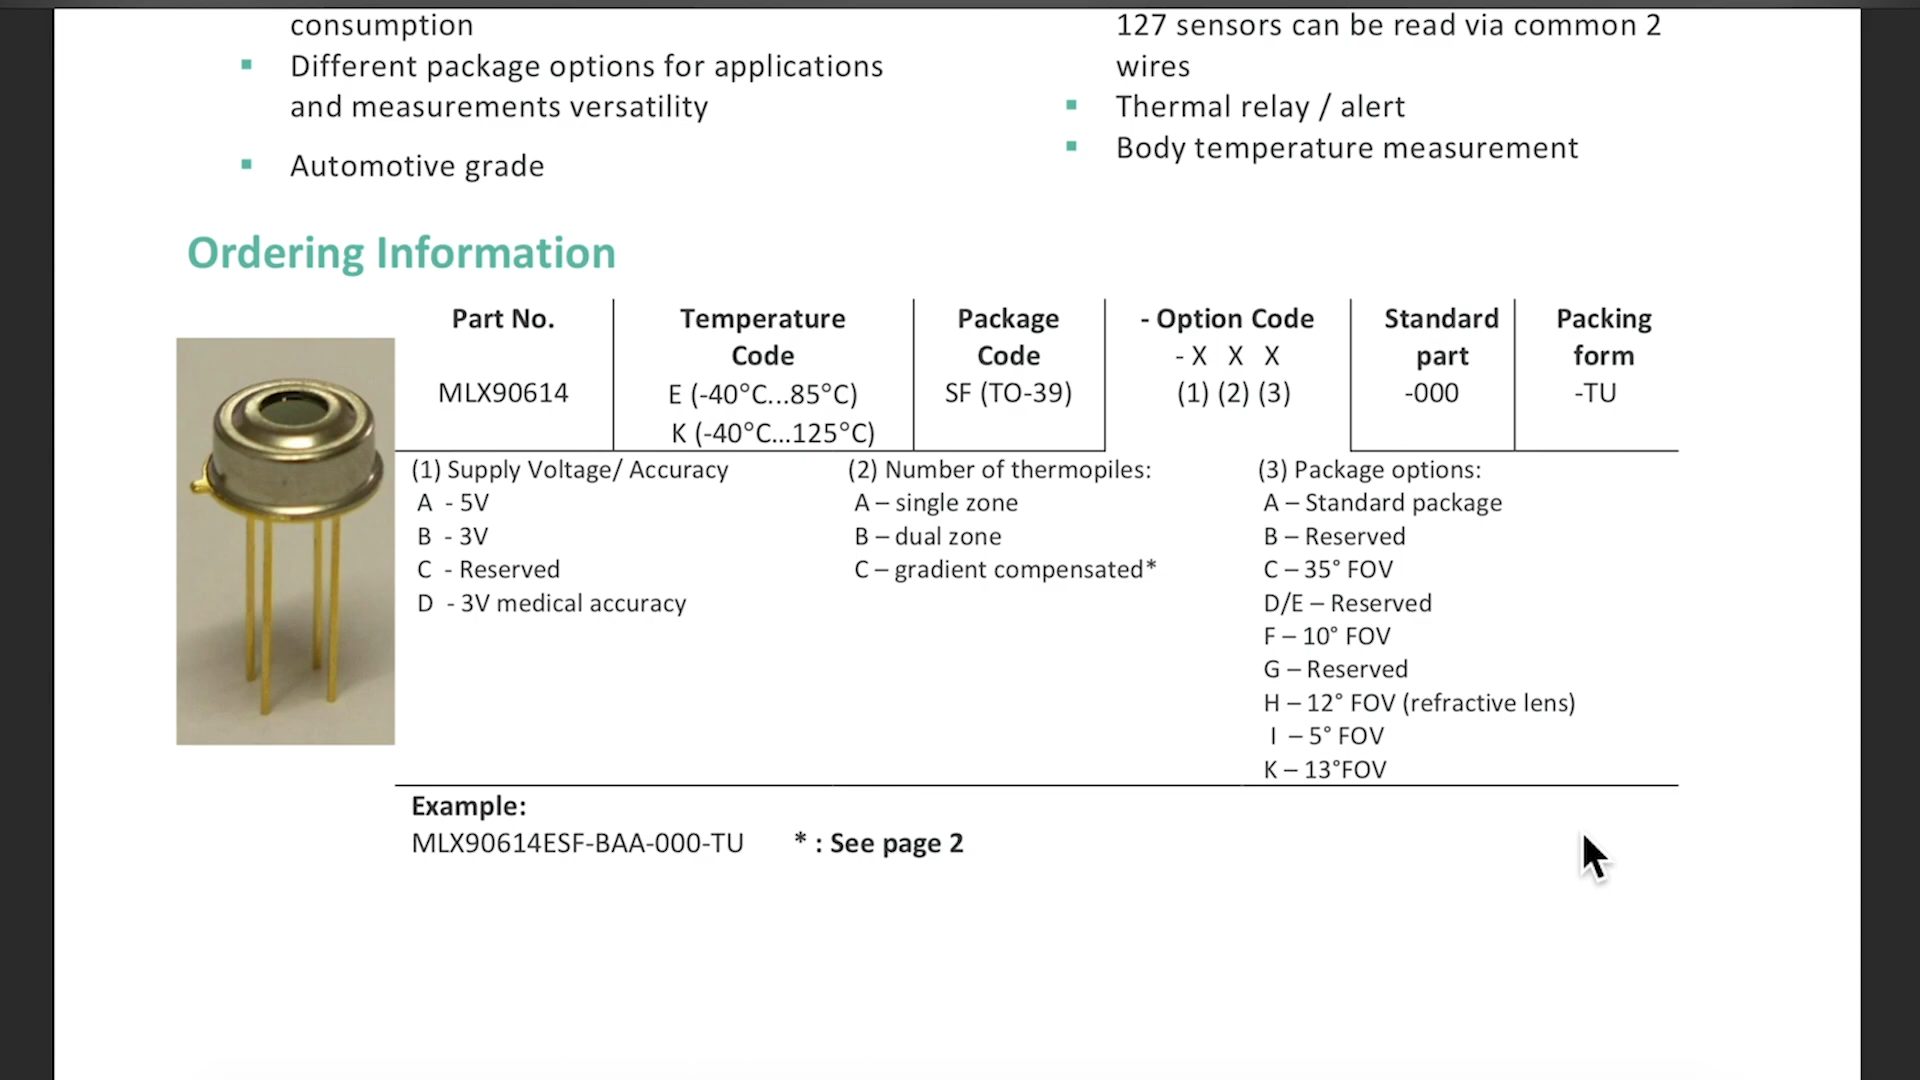 consumption
▪ Different package options for applications
and measurements versatility
▪ Automotive grade
127 sensors can be read via common 2
wires
▪ Thermal relay / alert
▪ Body temperature measurement
Ordering Information
Part No. Temperature Package - Option Code Standard Packing
Code Code - X X X part form
MLX90614 E (-40°C...85°C) SF (TO-39) (1) (2) (3) -000 -TU
K (-40°C...125°C)
(1) Supply Voltage/ Accuracy
A - 5V
B - 3V
C - Reserved
D - 3V medical accuracy
(2) Number of thermopiles:
A – single zone
B – dual zone
C – gradient compensated*
(3) Package options:
A – Standard package
B – Reserved
C – 35° FOV
D/E – Reserved
F – 10° FOV
G – Reserved
H – 12° FOV (refractive lens)
I – 5° FOV
K – 13°FOV
Example:
MLX90614ESF-BAA-000-TU * : See page 2